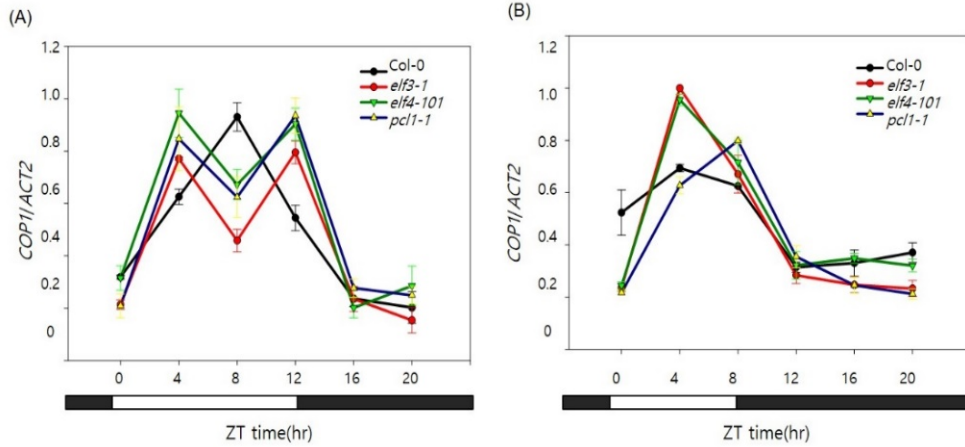 (A)
1.2
1.0
0.8
0.6
0.4
0.2
0
COP1/ACT2
Col-0
elf3-1
elf4-101
pcl1-1
0 4 8 12 16 20
ZT time(hr)
(B)
1.2
1.0
0.8
0.6
0.4
0.2
0
COP1/ACT2
Col-0
elf3-1
elf4-101
pcl1-1
0 4 8 12 16 20
ZT time(hr)